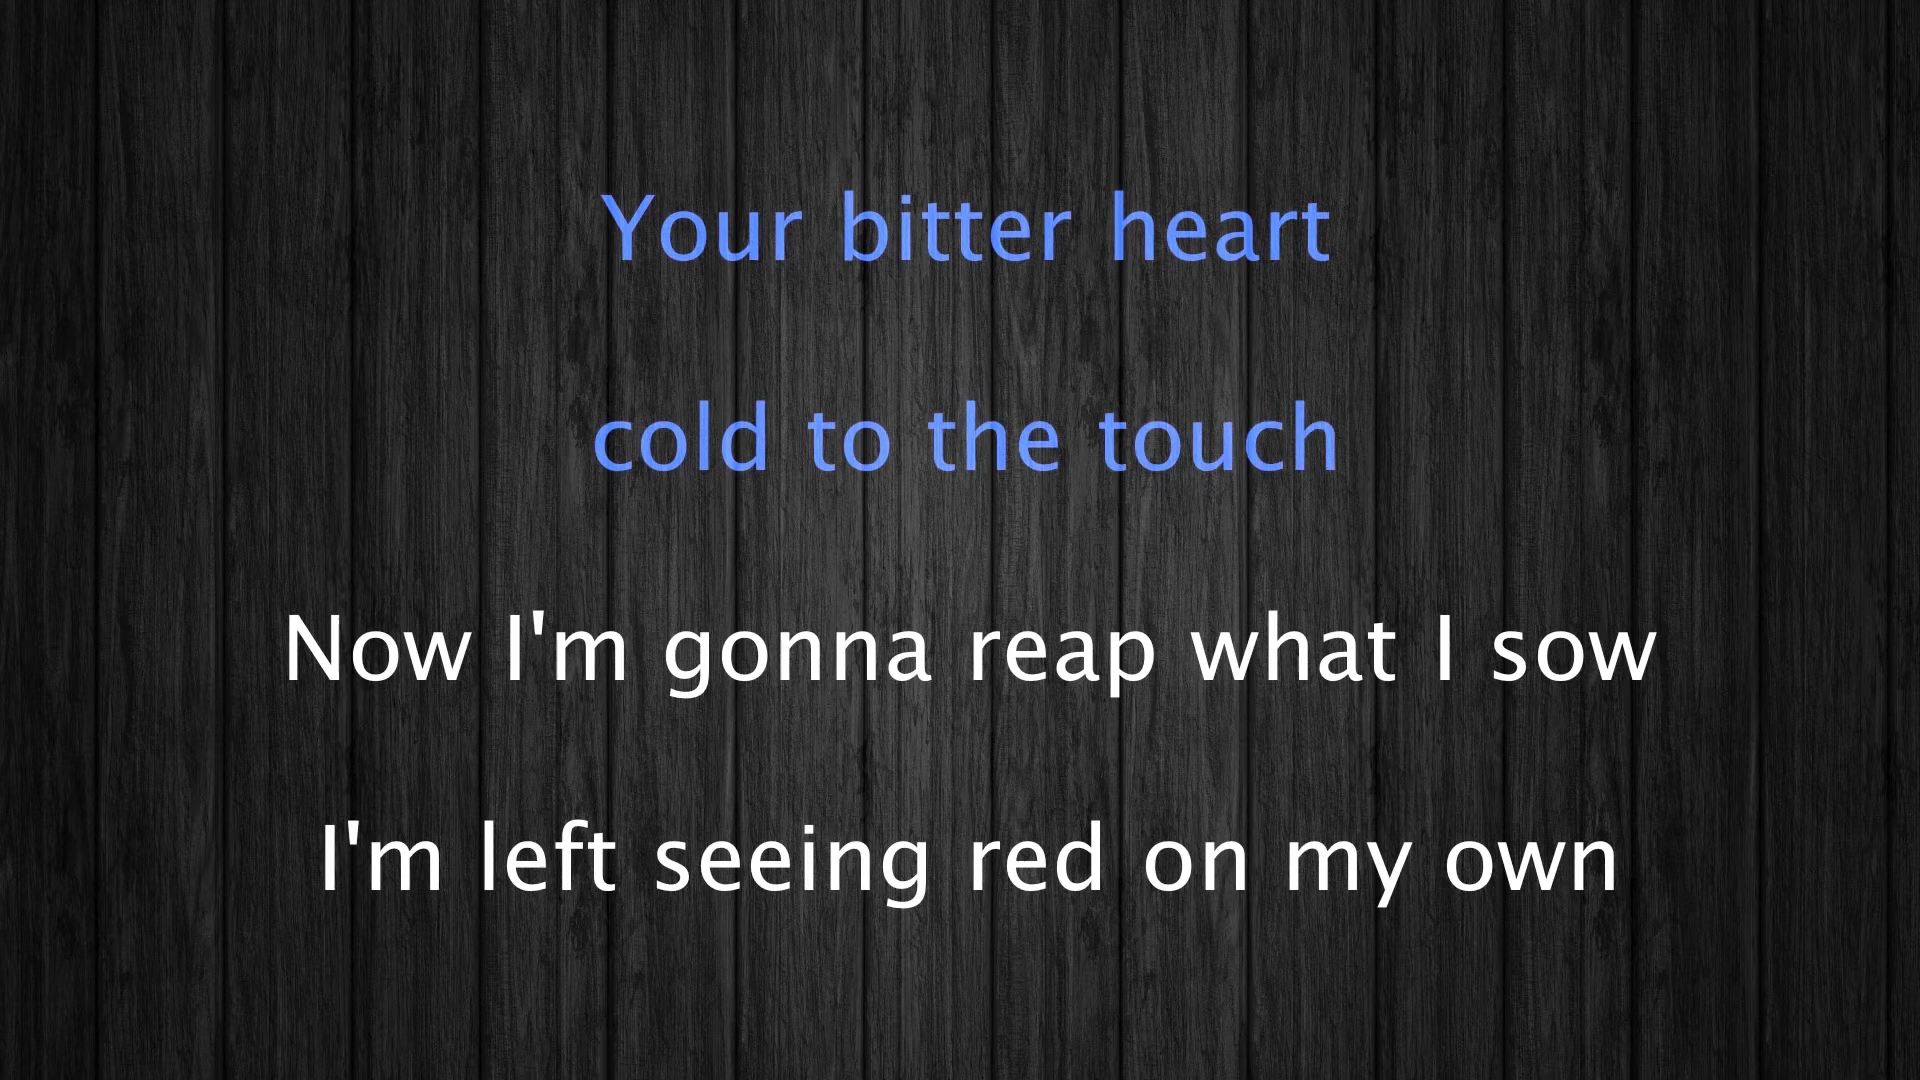 Your bitter heart
cold to the touch
Now I'm gonna reap what I sow
I'm left seeing red on my own